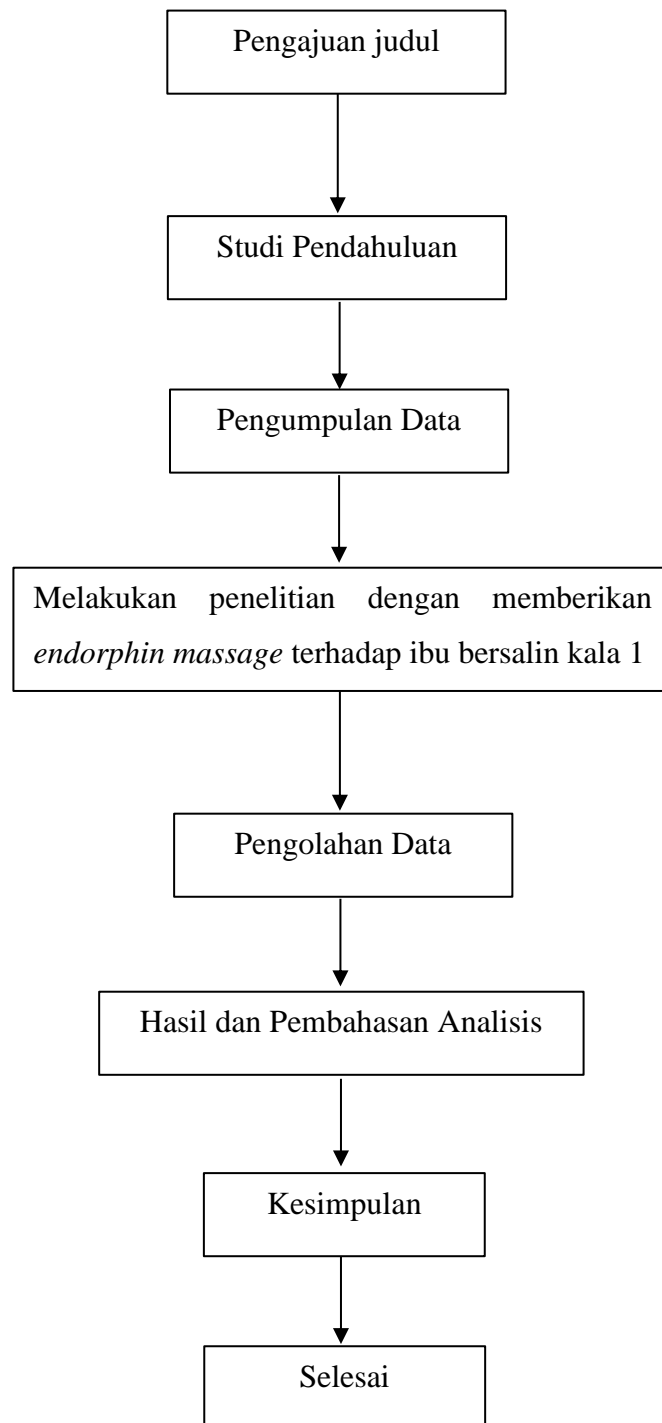 Pengajuan judul
Studi Pendahuluan
Pengumpulan Data
Melakukan penelitian dengan memberikan
endorphin massage terhadap ibu bersalin kala 1
Pengolahan Data
Hasil dan Pembahasan Analisis
Kesimpulan
Selesai